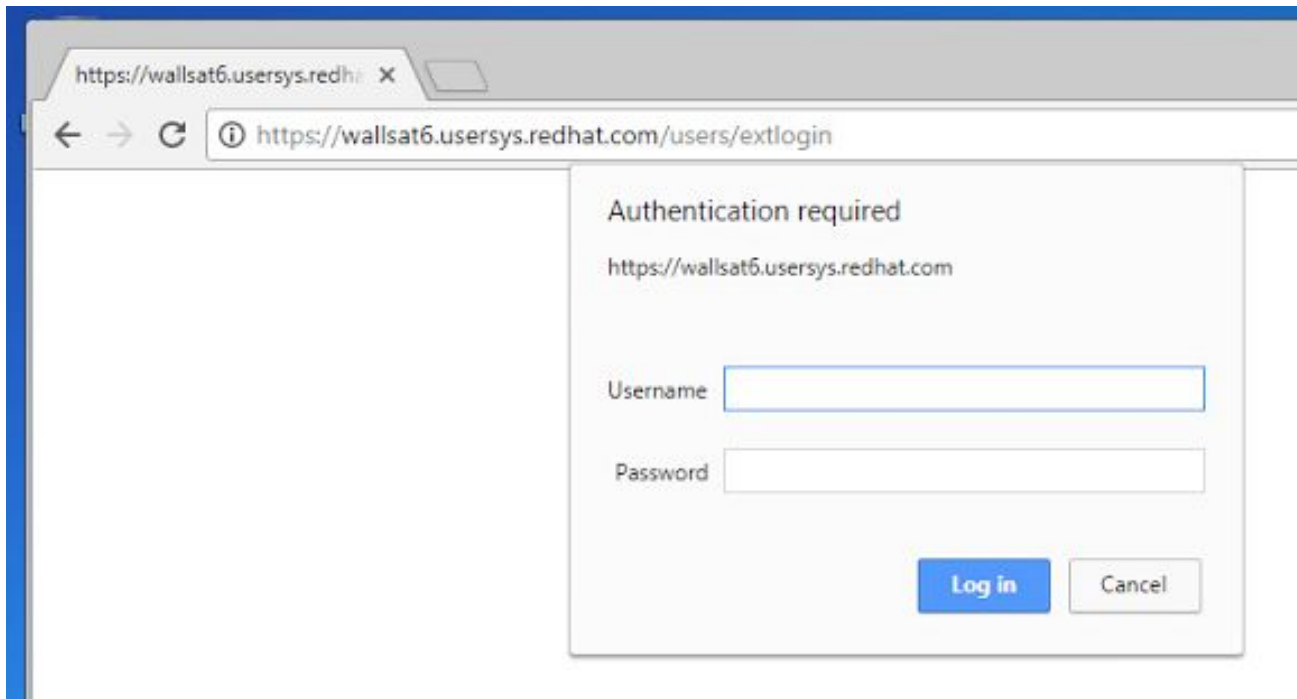 https://wallsat6.usersys.redha
https://wallsat6.usersys.redhat.com/users/extlogin
Authentication required
https://wallsat6.usersys.redhat.com
Username
Password
Log in
Cancel